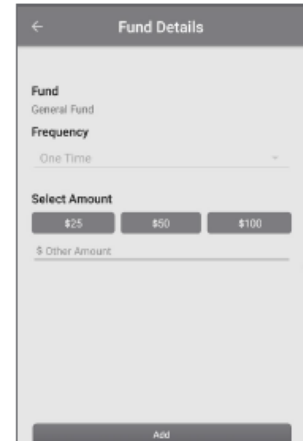 Fund Details
Fund
General Fund
Frequency
One Time
Select Amount
$25 $50 $100
$ Other Amount
Add